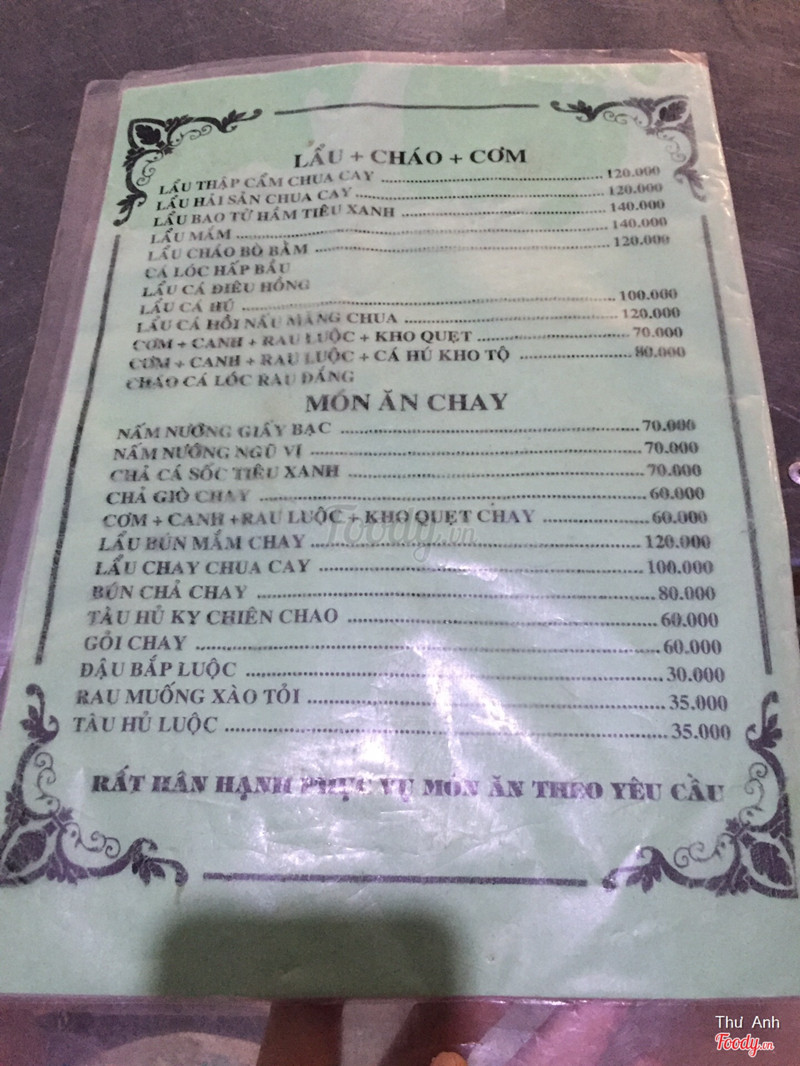 LẨU + CHÁO + CƠM
LẨU THẬP CẨM CHUA CAY 120.000
LẨU HẢI SẢN CHUA CAY 120.000
LẨU BAO TỬ HẦM TIÊU XANH 140.000
LẨU MẮM 140.000
LẨU CHÁO BÒ BẰM 120.000
CÁ LÓC HẤP BẦU
LẨU CÁ ĐIÊU HỒNG
LẨU CÁ HÚ 100.000
LẨU CÁ HỒI NẤU MĂNG CHUA 120.000
CƠM + CANH + RAU LUỘC + KHO QUẸT 70.000
CƠM + CANH + RAU LUỘC + CÁ HÚ KHO TỘ 80.000
CHÁO CÁ LÓC RAU ĐẮNG
MÓN ĂN CHAY
NẤM NƯỚNG GIẤY BẠC 70.000
NẤM NƯỚNG NGŨ VỊ 70.000
CHẢ CÁ SỐC TIÊU XANH 70.000
CHẢ GIÒ CHAY 60.000
CƠM + CANH +RAU LUỘC + KHO QUẸT CHAY 60.000
LẨU BÚN MẮM CHAY 120.000
LẨU CHAY CHUA CAY 100.000
BÚN CHẢ CHAY 80.000
TÀU HỦ KY CHIÊN CHAO 60.000
GỎI CHAY 60.000
ĐẬU BẮP LUỘC 30.000
RAU MUỐNG XÀO TỎI 35.000
TÀU HỦ LUỘC 35.000
RẤT HÂN HẠNH PHỤC VỤ MÓN ĂN THEO YÊU CẦU
Foody.vn
Thư Anh
Foody.vn